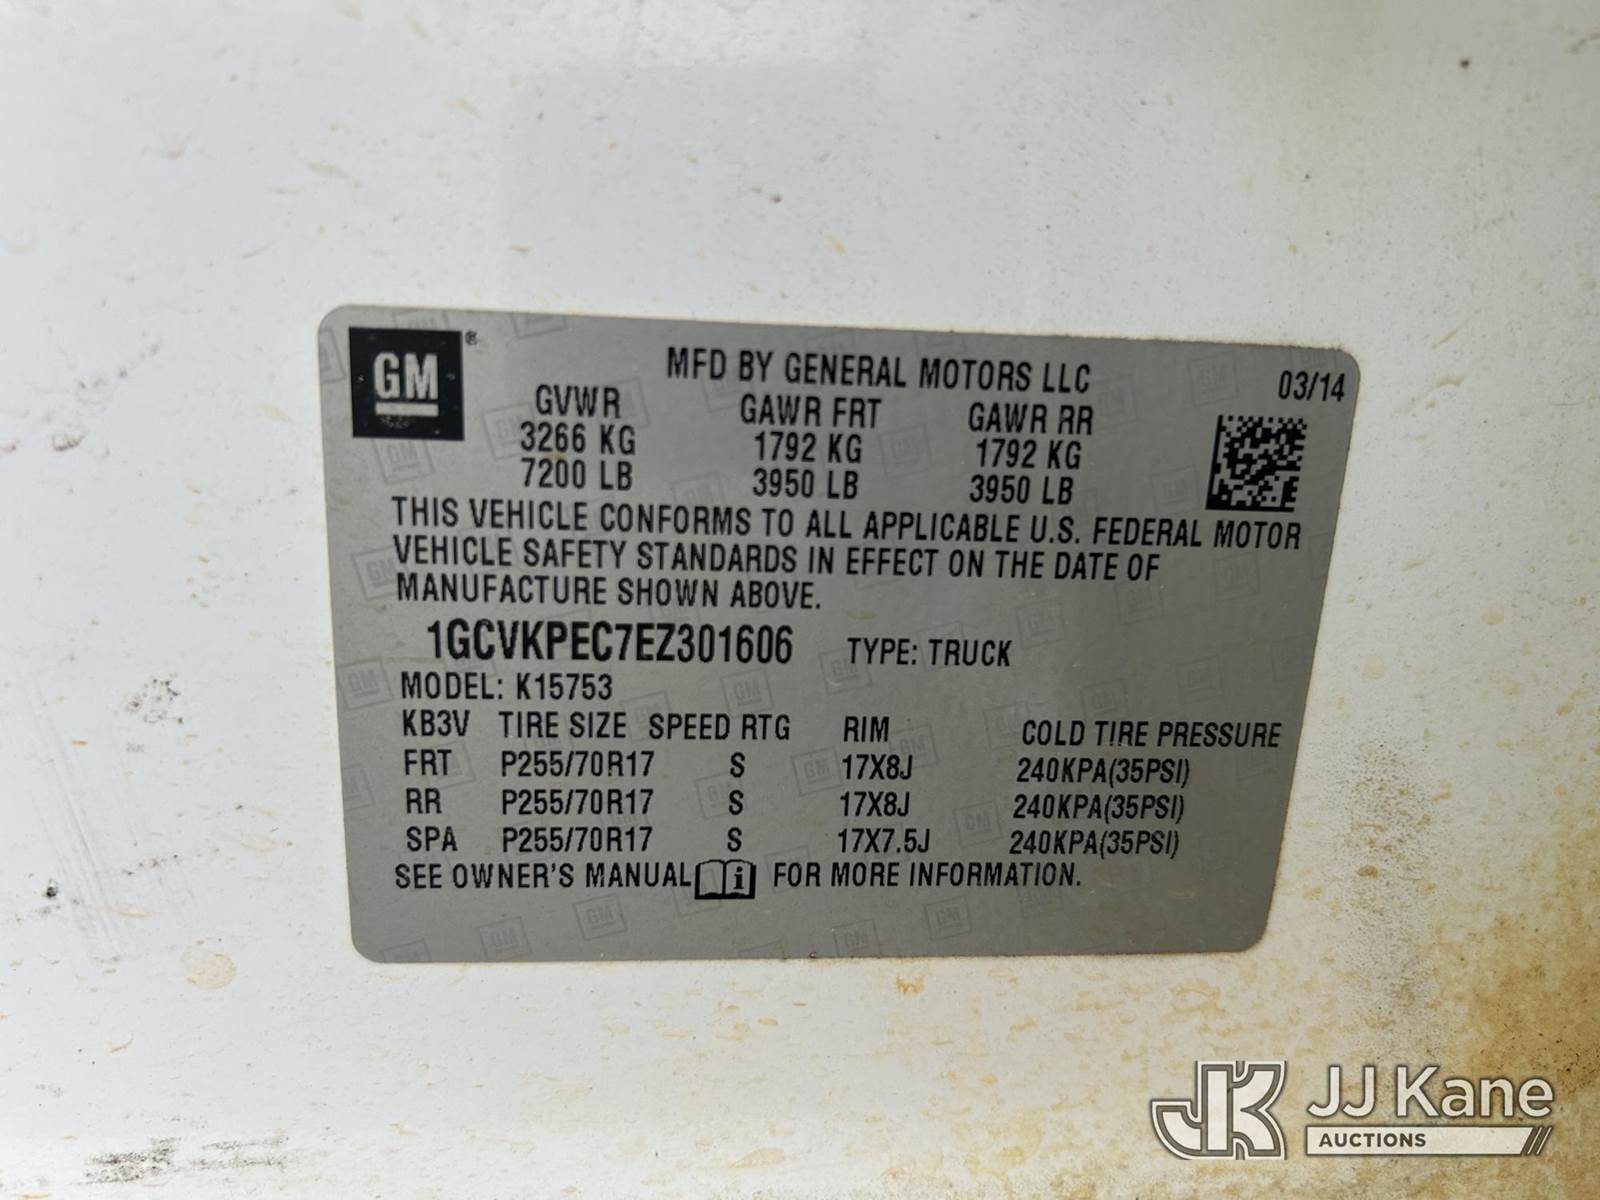 GM ®
MFD BY GENERAL MOTORS LLC 03/14
GVWR GAWR FRT GAWR RR
3266 KG 1792 KG 1792 KG
7200 LB 3950 LB 3950 LB
THIS VEHICLE CONFORMS TO ALL APPLICABLE U.S. FEDERAL MOTOR
VEHICLE SAFETY STANDARDS IN EFFECT ON THE DATE OF
MANUFACTURE SHOWN ABOVE.
1GCVKPEC7EZ301606 TYPE: TRUCK
MODEL: K15753
KB3V TIRE SIZE SPEED RTG RIM COLD TIRE PRESSURE
FRT P255/70R17 S 17X8J 240KPA(35PSI)
RR P255/70R17 S 17X8J 240KPA(35PSI)
SPA P255/70R17 S 17X7.5J 240KPA(35PSI)
SEE OWNER'S MANUAL i FOR MORE INFORMATION.
JK JJ Kane
AUCTIONS